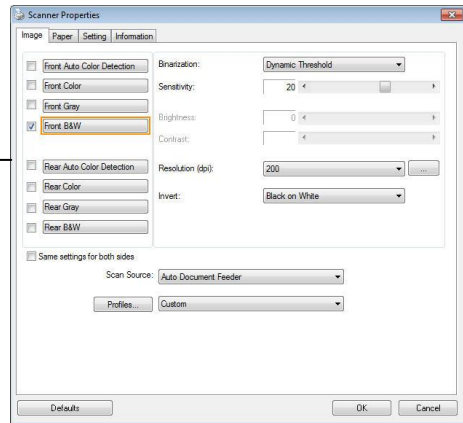 Scanner Properties
Image Paper Setting Information
Front Auto Color Detection
Front Color
Front Gray
Front B&W
Rear Auto Color Detection
Rear Color
Rear Gray
Rear B&W
Binarization: Dynamic Threshold
Sensitivity: 20
Brightness: 0
Contrast:
Resolution (dpi): 200 ...
Invert: Black on White
Same settings for both sides
Scan Source: Auto Document Feeder
Profiles... Custom
Defaults OK Cancel